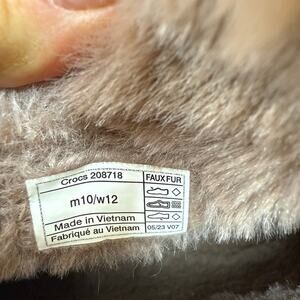 Crocs 208718
FAUX FUR
m10/w12
Made in Vietnam
Fabriqué au Vietnam
05/23 V07